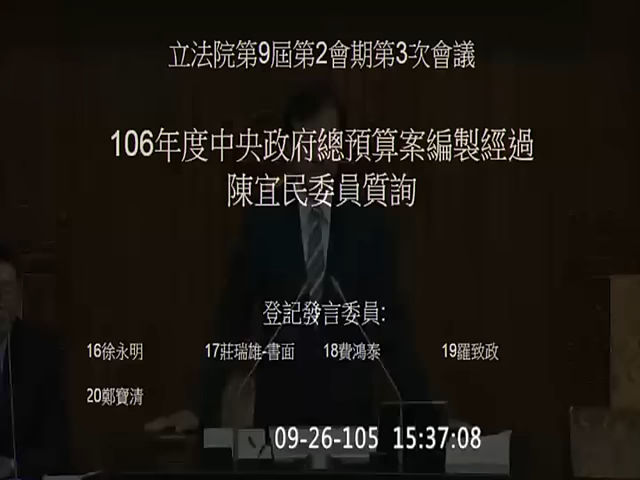 立法院第9屆第2會期第3次會議
106年度中央政府總預算案編製經過
陳宜民委員質詢
登記發言委員:
16徐永明 17莊瑞雄-書面 18費鴻泰 19羅致政
20鄭寶清
09-26-105 15:37:08